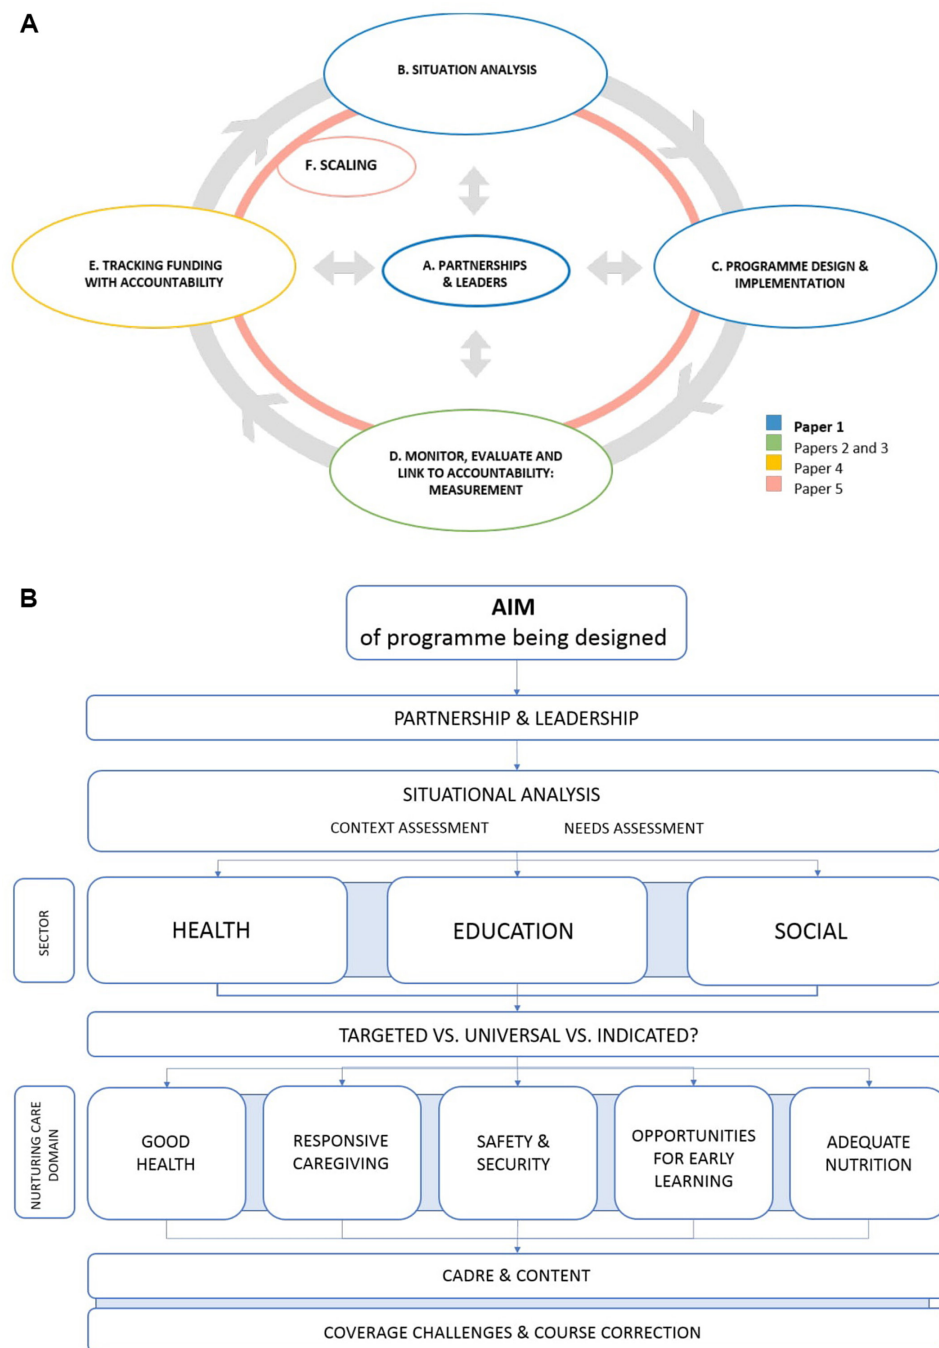 A
B. SITUATION ANALYSIS
F. SCALING
E. TRACKING FUNDING
WITH ACCOUNTABILITY
A. PARTNERSHIPS
& LEADERS
C. PROGRAMME DESIGN &
IMPLEMENTATION
D. MONITOR, EVALUATE AND
LINK TO ACCOUNTABILITY:
MEASUREMENT
Paper 1
Papers 2 and 3
Paper 4
Paper 5
B
AIM
of programme being designed
PARTNERSHIP & LEADERSHIP
SITUATIONAL ANALYSIS
CONTEXT ASSESSMENT
NEEDS ASSESSMENT
SECTOR
HEALTH
EDUCATION
SOCIAL
TARGETED VS. UNIVERSAL VS. INDICATED?
NURTURING CARE
DOMAIN
GOOD
HEALTH
RESPONSIVE
CAREGIVING
SAFETY &
SECURITY
OPPORTUNITIES
FOR EARLY
LEARNING
ADEQUATE
NUTRITION
CADRE & CONTENT
COVERAGE CHALLENGES & COURSE CORRECTION